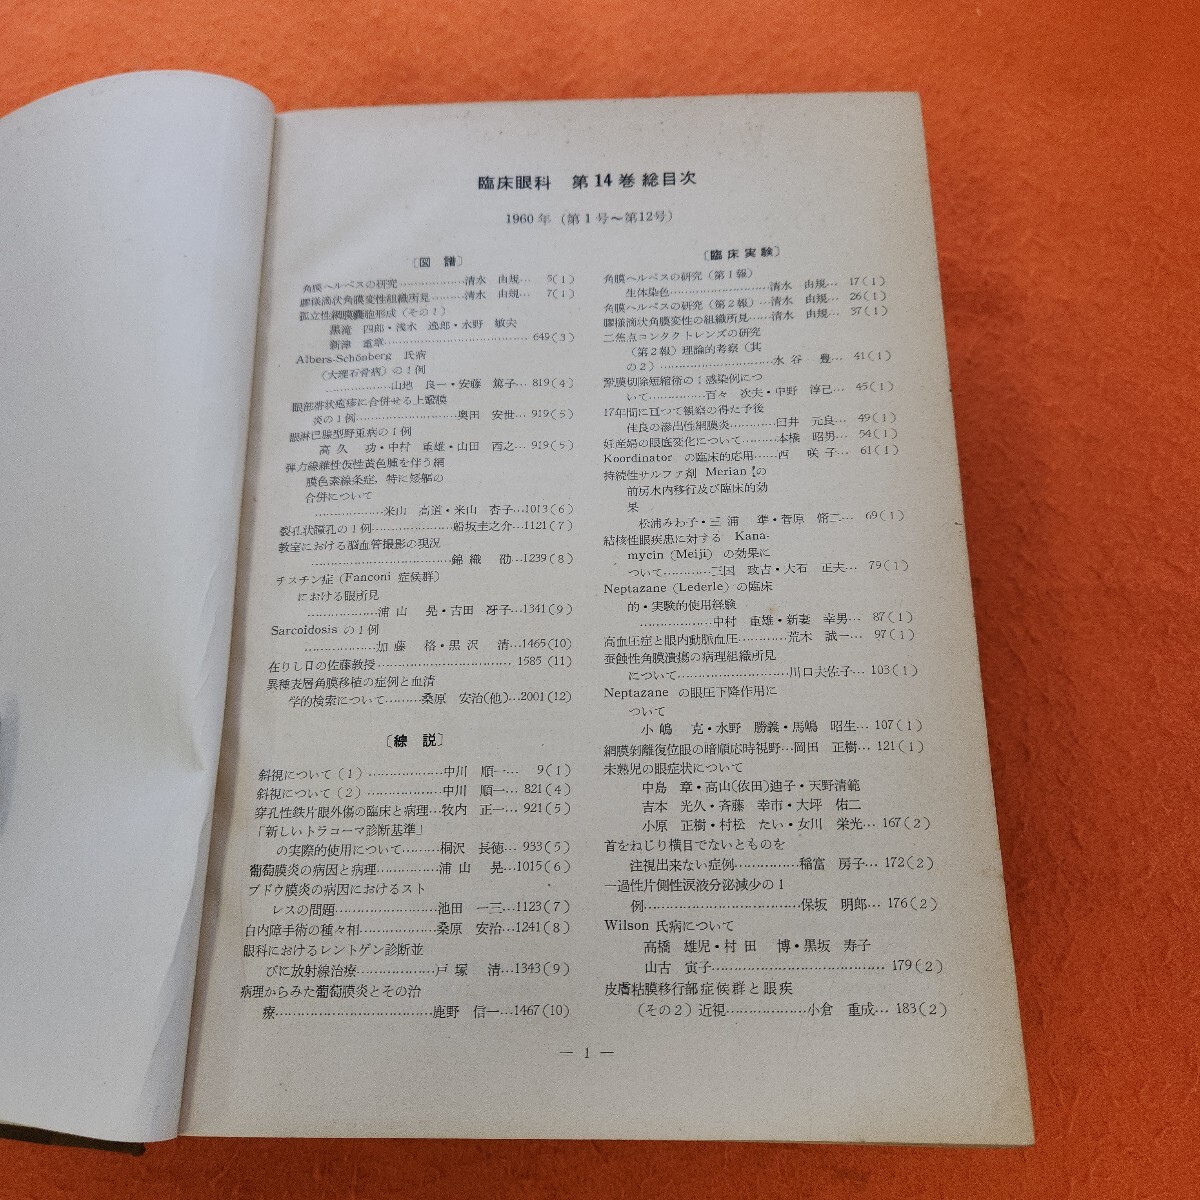 臨床眼科 第14巻 総目次
1960年 (第1号〜第12号)
〔図 譜〕
角膜ヘルペスの研究……………清水 由規… 5(1)
膠様滴状角膜変性組織所見………清水 由規… 7(1)
孤立性網膜嚢胞形成(その1)
黒滝 四郎・浅水 逸郎・水野 敏夫
新津 重章……………………………649(3)
Albers-Schönberg 氏病
(大理石骨病)の1例
………………山地 良一・安藤 篤子…819(4)
眼部帯状疱疹に合併せる上鞏膜
炎の1例……………………奥田 安世…919(5)
眼淋巴腺型野兎病の1例
高久 功・中村 重雄・山田 酉之…919(5)
弾力線維性仮性黄色腫を伴う網
膜色素線条症, 特に矮軀の
合併について
………………米山 高道・米山 杏子…1013(6)
裂孔状瞳孔の1例………………船坂圭之介…1121(7)
教室における脳血管撮影の現況
……………………………錦織 劭…1239(8)
チスチン症(Fanconi 症候群)
における眼所見
………………浦山 晃・古田 冴子…1341(9)
Sarcoidosis の1例
………………加藤 格・黒沢 清…1465(10)
在りし日の佐藤教授…………………………… 1585 (11)
異種表層角膜移植の症例と血清
学的検索について………桑原 安治(他)…2001(12)
〔綜 説〕
斜視について(1)………………中川 順一… 9(1)
斜視について(2)………………中川 順一… 821(4)
穿孔性鉄片眼外傷の臨床と病理…牧内 正一… 921(5)
「新しいトラコーマ診断基準」
の実際的使用について………桐沢 長徳… 933(5)
葡萄膜炎の病因と病理……………浦山 晃…1015(6)
ブドウ膜炎の病因におけるスト
レスの問題……………………池田 一三…1123(7)
白内障手術の種々相………………桑原 安治…1241(8)
眼科におけるレントゲン診断並
びに放射線治療………………戸塚 清…1343(9)
病理からみた葡萄膜炎とその治
療………………………………鹿野 信一…1467(10)
〔臨床実験〕
角膜ヘルペスの研究(第1報)
生体染色……………………清水 由規… 17(1)
角膜ヘルペスの研究(第2報)…清水 由規… 26(1)
膠様滴状角膜変性の組織所見……清水 由規… 37(1)
二焦点コンタクトレンズの研究
(第2報)理論的考察(其
の2)………………………水谷 豊… 41(1)
鞏膜切除短縮術の1感染例につ
いて……………百々 次夫・中野 淳己… 45(1)
17年間に亘つて観察の得た予後
佳良の滲出性網膜炎…………臼井 元良… 49(1)
妊産婦の眼底変化について………本橋 昭男… 54(1)
Koordinator の臨床的応用……西 咲子… 61(1)
持続性サルファ剤 Merian の
前房水内移行及び臨床的効
果
松浦みわ子・三浦 準・菅原 脩二… 69(1)
結核性眼疾患に対する Kana-
mycin (Meiji) の効果に
ついて…………三国 政吉・大石 正夫… 79(1)
Neptazane (Lederle) の臨床
的・実験的使用経験
………………中村 重雄・新妻 幸男… 87(1)
高血圧症と眼内動脈血圧…………荒木 誠一… 97(1)
蚕蝕性角膜潰瘍の病理組織所見
について……………………川口夫佐子… 103(1)
Neptazane の眼圧下降作用に
ついて
小嶋 克・水野 勝義・馬嶋 昭生… 107(1)
網膜剝離復位眼の暗順応時視野…岡田 正樹… 121(1)
未熟児の眼症状について
中島 章・高山(依田)迪子・天野清範
吉本 光久・斉藤 幸市・大坪 佑二
小原 正樹・村松 たい・女川 栄光… 167(2)
首をねじり横目でないとものを
注視出来ない症例……………稲富 房子… 172(2)
一過性片側性涙液分泌減少の1
例………………………………保坂 明郎… 176(2)
Wilson 氏病について
高橋 雄児・村田 博・黒坂 寿子
山古 寅子…………………………………… 179(2)
皮膚粘膜移行部症候群と眼疾
(その2)近視………………小倉 重成… 183(2)
— 1 —